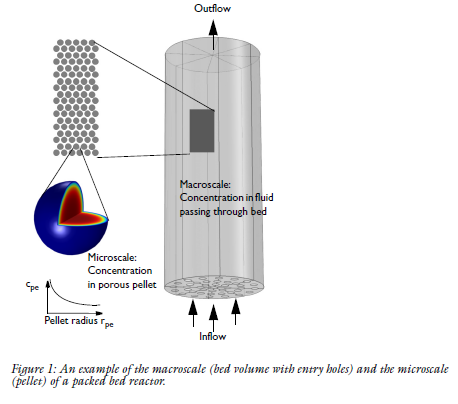 Outflow
Macroscale:
Concentration in fluid
passing through bed
Microscale:
Concentration
in porous pellet
cpe
Pellet radius rpe
Inflow
Figure 1: An example of the macroscale (bed volume with entry holes) and the microscale
(pellet) of a packed bed reactor.